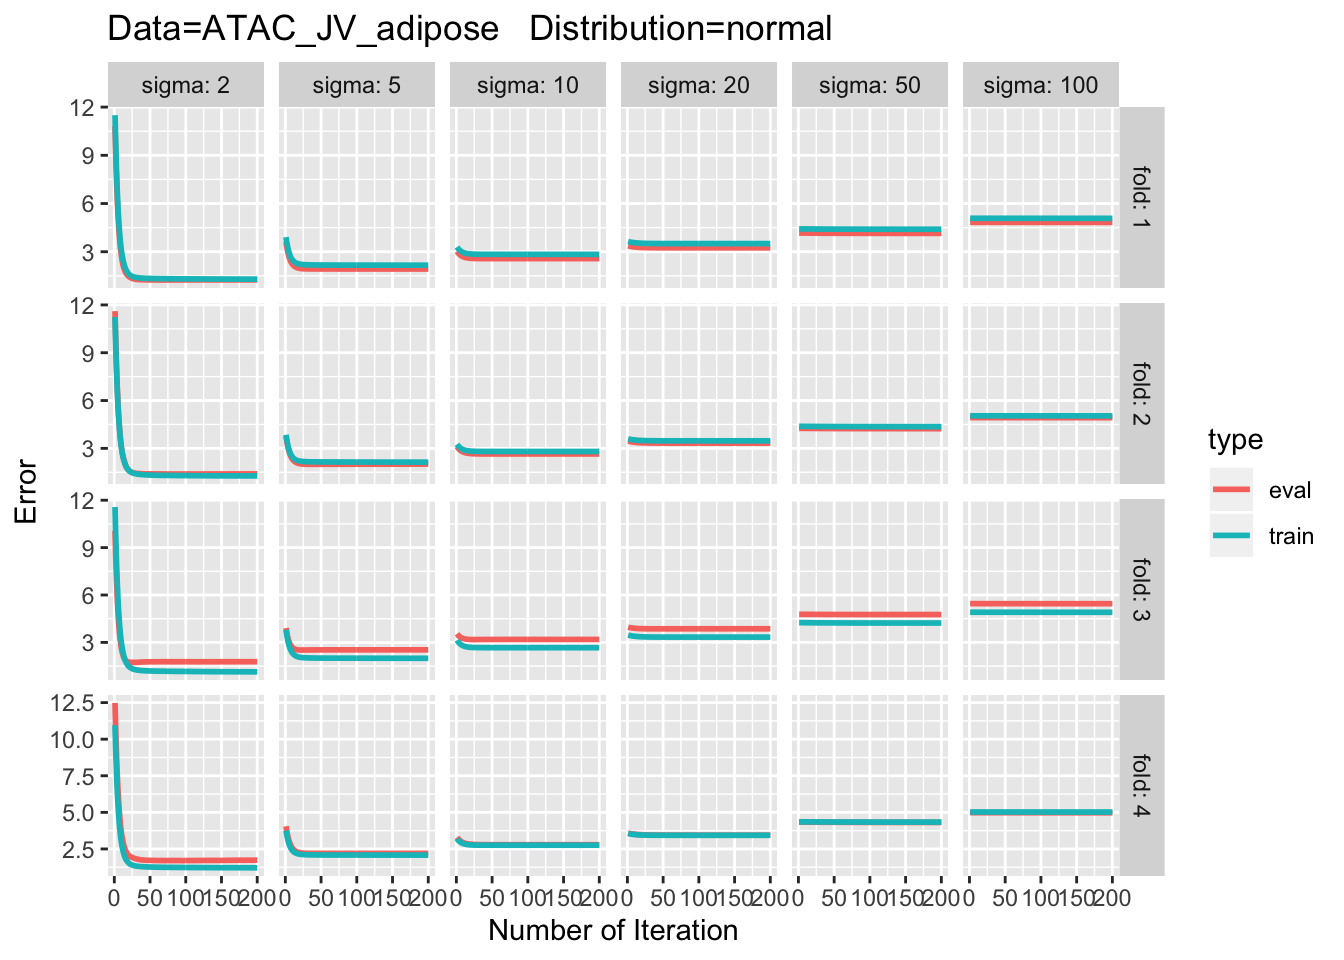 Data=ATAC_JV_adipose   Distribution=normal
sigma: 2 sigma: 5 sigma: 10 sigma: 20 sigma: 50 sigma: 100
12
9
6
3
fold: 1
12
9
6
3
fold: 2
12
9
6
3
fold: 3
12.5
10.0
7.5
5.0
2.5
fold: 4
0 50 100 150 200 0 50 100 150 200 0 50 100 150 200 0 50 100 150 200 0 50 100 150 200 0 50 100 150 200
Number of Iteration
Error
type
eval
train